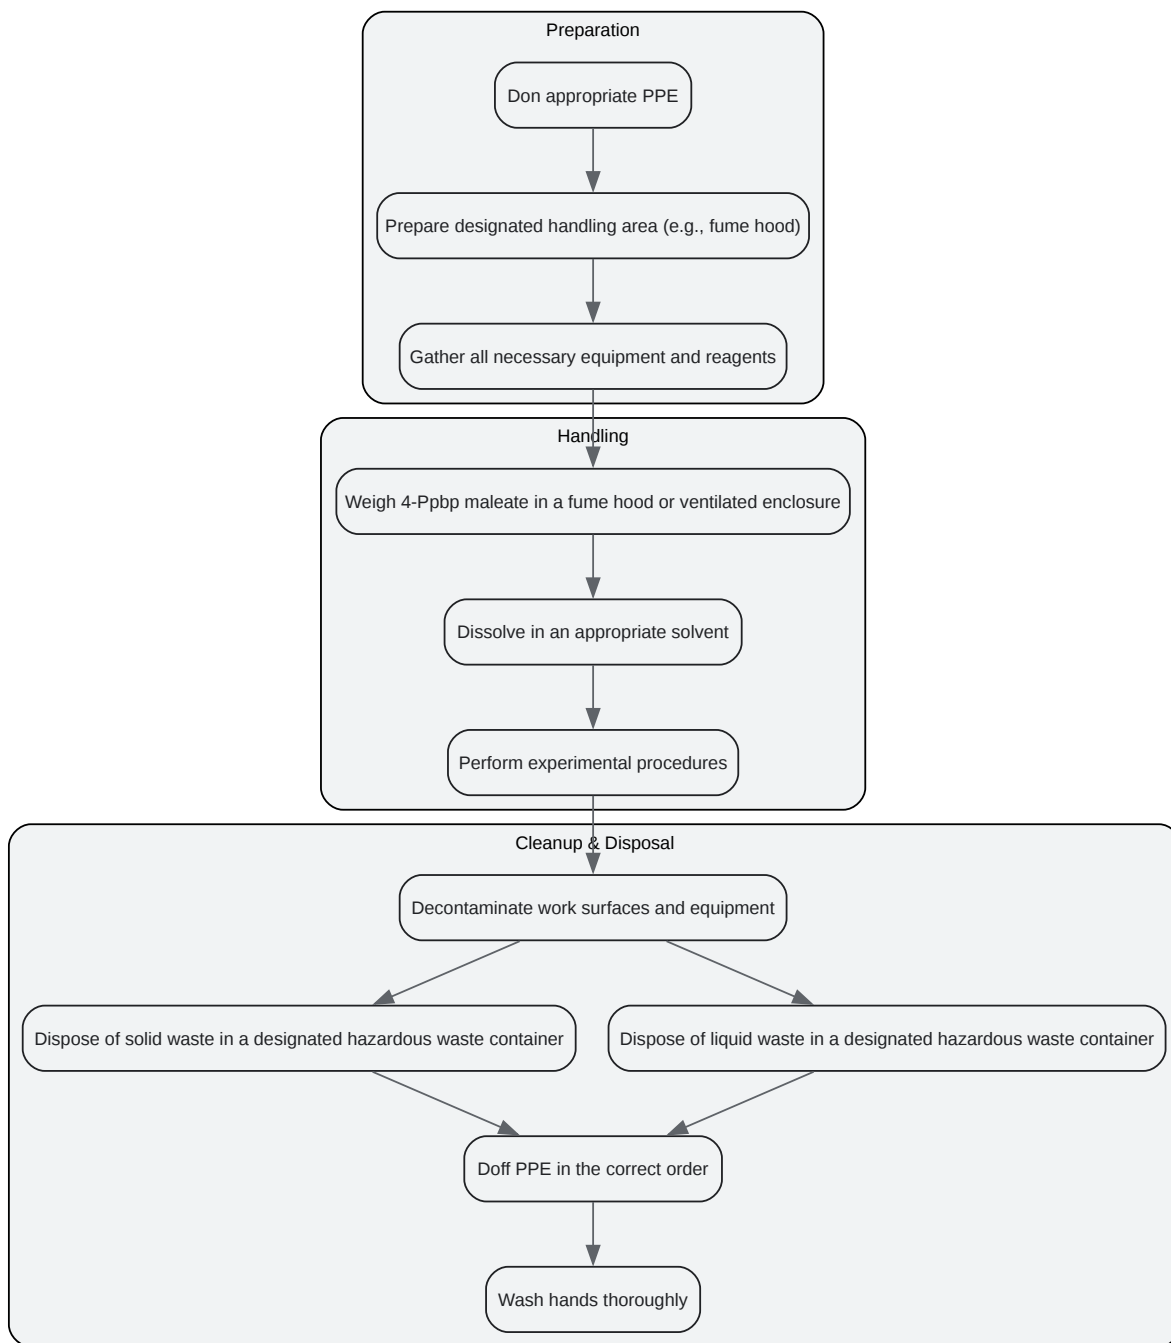 Preparation
Don appropriate PPE
Prepare designated handling area (e.g., fume hood)
Gather all necessary equipment and reagents
Handling
Weigh 4-Ppbp maleate in a fume hood or ventilated enclosure
Dissolve in an appropriate solvent
Perform experimental procedures
Cleanup & Disposal
Decontaminate work surfaces and equipment
Dispose of solid waste in a designated hazardous waste container
Dispose of liquid waste in a designated hazardous waste container
Doff PPE in the correct order
Wash hands thoroughly